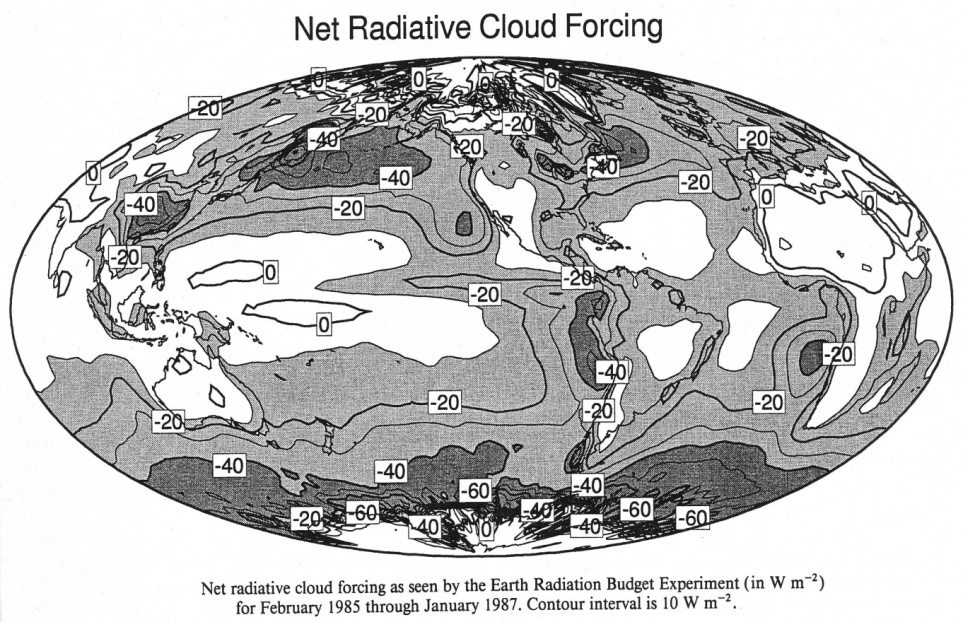 Net Radiative Cloud Forcing
0 0 0 0
-20 -20 -20 -20
-40 -20 -40
0 -40 -20 0 0
-40 -20
-20 0 -20 -20
0 -20
-40
-20 -20 -20
-20
-40 -40 -40
-60
-20 -60 -40 0 -40 -40 -60 -60
Net radiative cloud forcing as seen by the Earth Radiation Budget Experiment (in W m⁻²)
for February 1985 through January 1987. Contour interval is 10 W m⁻².